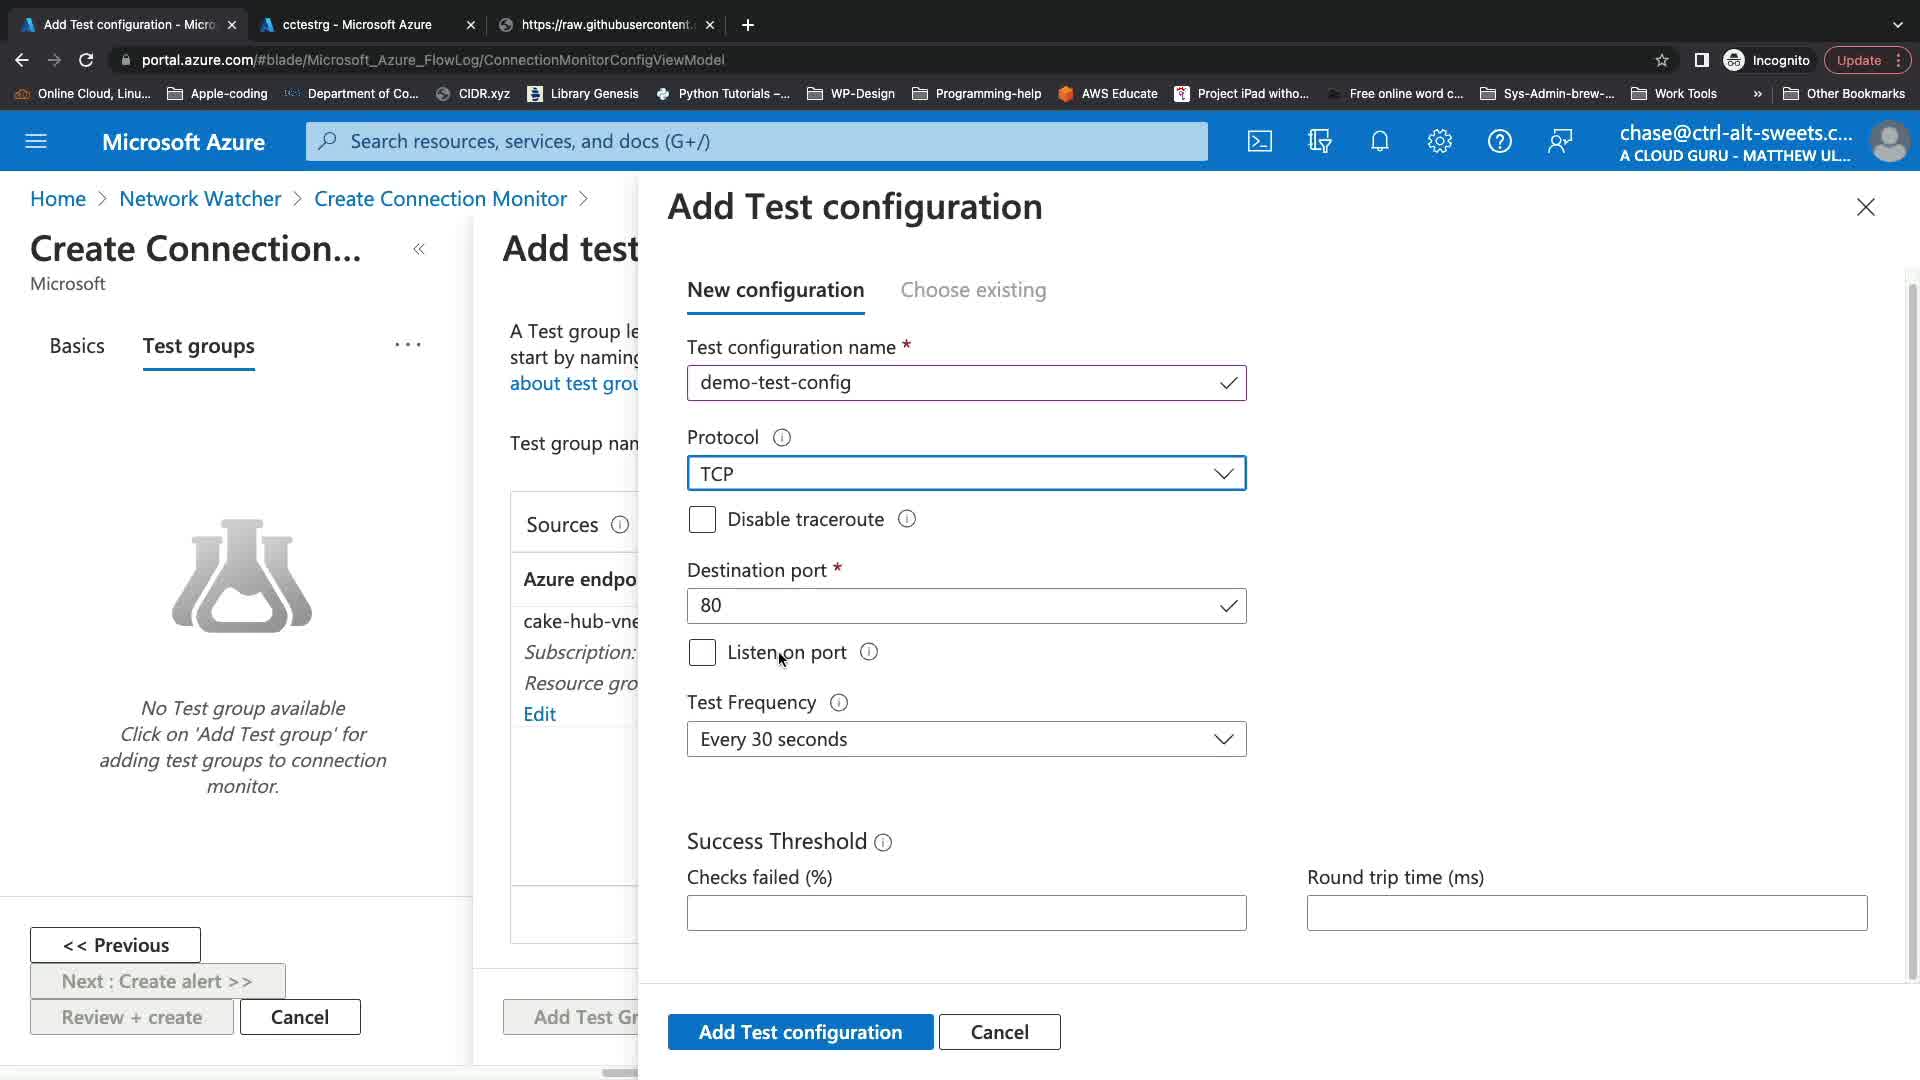 Add Test configuration - Micro
cctestrg - Microsoft Azure
https://raw.githubusercontent.
portal.azure.com/#blade/Microsoft_Azure_FlowLog/ConnectionMonitorConfigViewModel
Incognito
Update
Online Cloud, Linu...
Apple-coding
Department of Co...
CIDR.xyz
Library Genesis
Python Tutorials –...
WP-Design
Programming-help
AWS Educate
Project iPad witho...
Free online word c...
Sys-Admin-brew-...
Work Tools
»
Other Bookmarks
Microsoft Azure
Search resources, services, and docs (G+/)
chase@ctrl-alt-sweets.c...
A CLOUD GURU - MATTHEW UL...
Home > Network Watcher > Create Connection Monitor >
Create Connection...
«
Microsoft
Basics
Test groups
...
No Test group available
Click on 'Add Test group' for
adding test groups to connection
monitor.
<< Previous
Next : Create alert >>
Review + create
Cancel
Add test
A Test group le
start by naming
about test grou
Test group nam
Sources
Azure endpo
cake-hub-vne
Subscription:
Resource gro
Edit
Add Test Gr
Add Test configuration
New configuration
Choose existing
Test configuration name *
demo-test-config
Protocol
TCP
Disable traceroute
Destination port *
80
Listen on port
Test Frequency
Every 30 seconds
Success Threshold
Checks failed (%)
Round trip time (ms)
Add Test configuration
Cancel